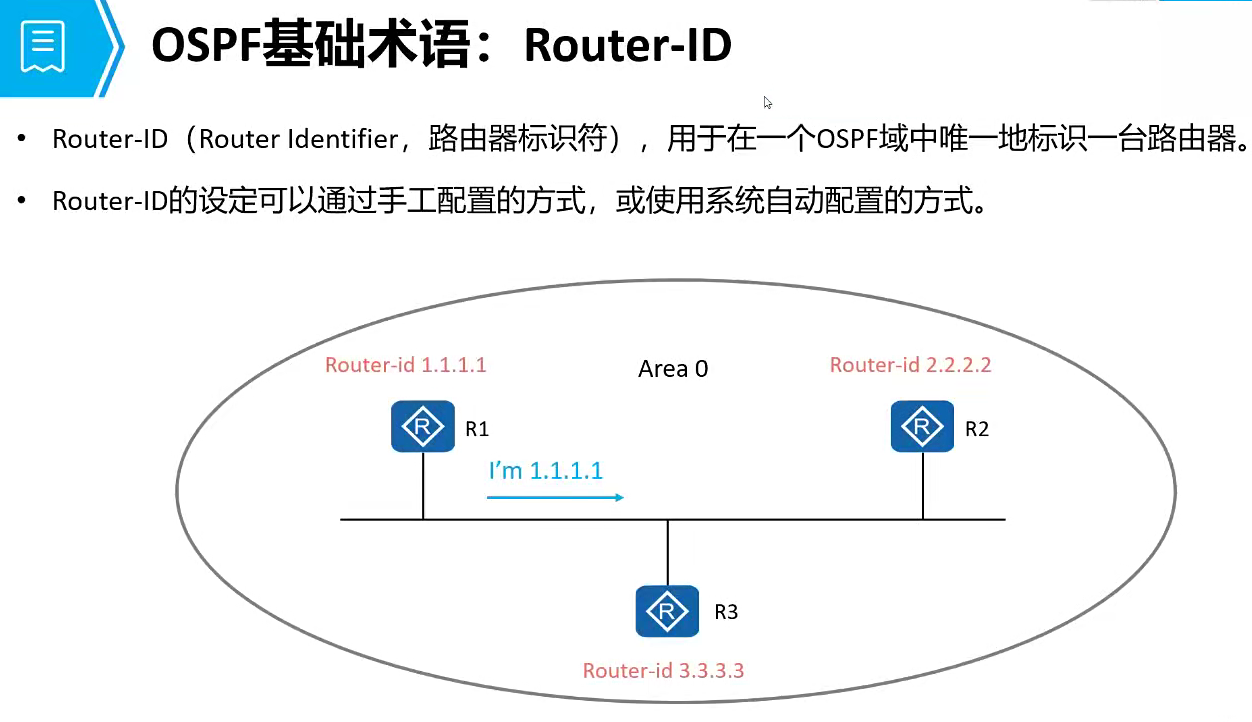 OSPF基础术语：Router-ID
• Router-ID（Router Identifier，路由器标识符），用于在一个OSPF域中唯一地标识一台路由器。
• Router-ID的设定可以通过手工配置的方式，或使用系统自动配置的方式。
Router-id 1.1.1.1
Area 0
Router-id 2.2.2.2
R
R1
R
R2
I’m 1.1.1.1
R
R3
Router-id 3.3.3.3